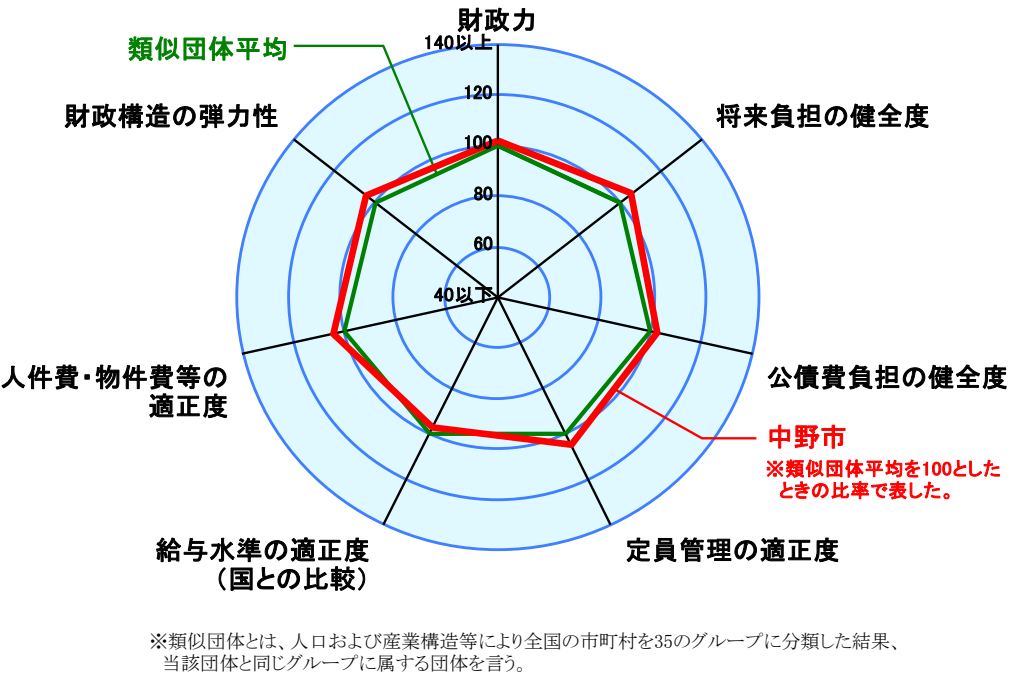 財政力
類似団体平均
140以上
120
100
80
60
40以下
財政構造の弾力性
将来負担の健全度
人件費・物件費等の
適正度
公債費負担の健全度
中野市
※類似団体平均を100とした
ときの比率で表した。
給与水準の適正度
（国との比較）
定員管理の適正度
※類似団体とは、人口および産業構造等により全国の市町村を35のグループに分類した結果、
当該団体と同じグループに属する団体を言う。